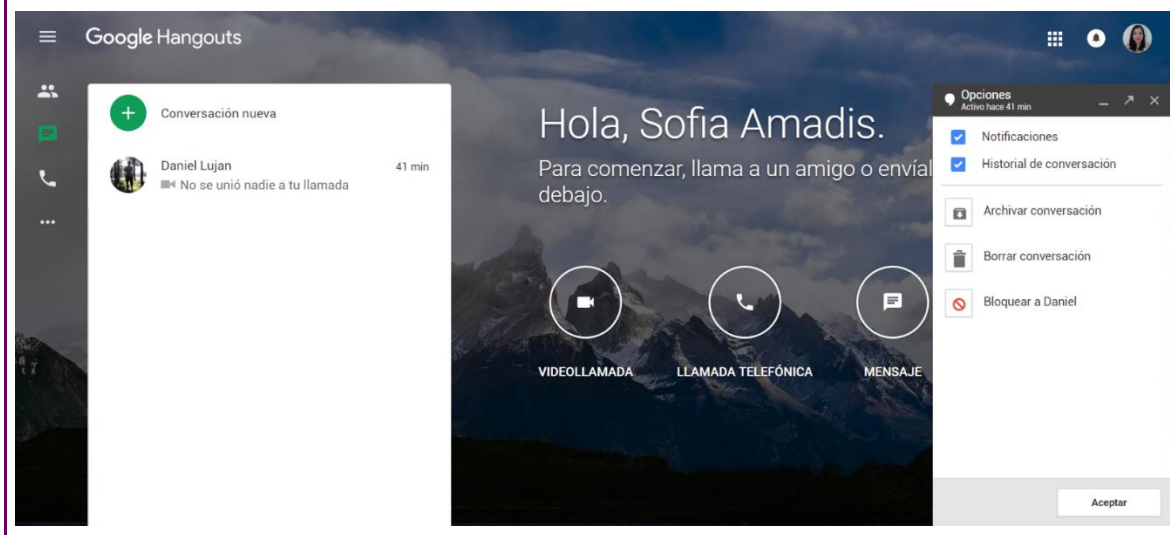 Google Hangouts
Conversación nueva
Daniel Lujan
41 min
No se unió nadie a tu llamada
Hola, Sofia Amadis.
Para comenzar, llama a un amigo o envíal
debajo.
VIDEOLLAMADA
LLAMADA TELEFÓNICA
MENSAJE
Opciones
Activo hace 41 min
Notificaciones
Historial de conversación
Archivar conversación
Borrar conversación
Bloquear a Daniel
Aceptar